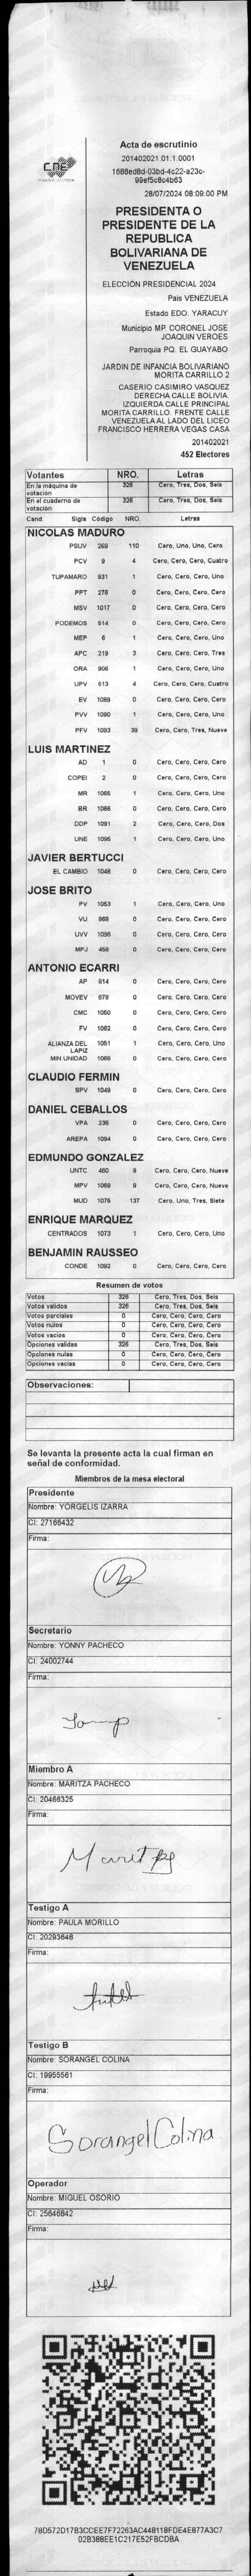 CNE
Acta de escrutinio
201402021.01.1.0001
1688ed8d-03bd-4c22-a23c-
99ef5c8c4b63
28/07/2024 08:09:00 PM
PRESIDENTA O
PRESIDENTE DE LA
REPUBLICA
BOLIVARIANA DE
VENEZUELA
ELECCIÓN PRESIDENCIAL 2024
Pais VENEZUELA
Estado EDO. YARACUY
Municipio MP. CORONEL JOSE
JOAQUIN VEROES
Parroquia PQ. EL GUAYABO
JARDIN DE INFANCIA BOLIVARIANO
MORITA CARRILLO 2
CASERIO CASIMIRO VASQUEZ
DERECHA CALLE BOLIVIA.
IZQUIERDA CALLE PRINCIPAL
MORITA CARRILLO. FRENTE CALLE
VENEZUELA AL LADO DEL LICEO
FRANCISCO HERRERA VEGAS CASA
201402021
452 Electores
Votantes NRO. Letras
En la máquina de votación 326 Cero, Tres, Dos, Seis
En el cuaderno de votación 326 Cero, Tres, Dos, Seis
Cand. Sigla Código NRO. Letras
NICOLAS MADURO
PSUV 269 110 Cero, Uno, Uno, Cero
PCV 9 4 Cero, Cero, Cero, Cuatro
TUPAMARO 931 1 Cero, Cero, Cero, Uno
PPT 276 0 Cero, Cero, Cero, Cero
MSV 1017 0 Cero, Cero, Cero, Cero
PODEMOS 514 0 Cero, Cero, Cero, Cero
MEP 6 1 Cero, Cero, Cero, Uno
APC 219 3 Cero, Cero, Cero, Tres
ORA 906 1 Cero, Cero, Cero, Uno
UPV 513 4 Cero, Cero, Cero, Cuatro
EV 1089 0 Cero, Cero, Cero, Cero
PVV 1090 1 Cero, Cero, Cero, Uno
PFV 1093 39 Cero, Cero, Tres, Nueve
LUIS MARTINEZ
AD 1 0 Cero, Cero, Cero, Cero
COPEI 2 0 Cero, Cero, Cero, Cero
MR 1065 1 Cero, Cero, Cero, Uno
BR 1066 0 Cero, Cero, Cero, Cero
DDP 1091 2 Cero, Cero, Cero, Dos
UNE 1095 1 Cero, Cero, Cero, Uno
JAVIER BERTUCCI
EL CAMBIO 1048 0 Cero, Cero, Cero, Cero
JOSE BRITO
PV 1053 1 Cero, Cero, Cero, Uno
VU 868 0 Cero, Cero, Cero, Cero
UVV 1096 0 Cero, Cero, Cero, Cero
MPJ 459 0 Cero, Cero, Cero, Cero
ANTONIO ECARRI
AP 914 0 Cero, Cero, Cero, Cero
MOVEV 878 0 Cero, Cero, Cero, Cero
CMC 1050 0 Cero, Cero, Cero, Cero
FV 1052 0 Cero, Cero, Cero, Cero
ALIANZA DEL LAPIZ 1051 1 Cero, Cero, Cero, Uno
MIN UNIDAD 1068 0 Cero, Cero, Cero, Cero
CLAUDIO FERMIN
SPV 1049 0 Cero, Cero, Cero, Cero
DANIEL CEBALLOS
VPA 236 0 Cero, Cero, Cero, Cero
AREPA 1094 0 Cero, Cero, Cero, Cero
EDMUNDO GONZALEZ
UNTC 460 9 Cero, Cero, Cero, Nueve
MPV 1069 9 Cero, Cero, Cero, Nueve
MUD 1075 137 Cero, Uno, Tres, Siete
ENRIQUE MARQUEZ
CENTRADOS 1073 1 Cero, Cero, Cero, Uno
BENJAMIN RAUSSEO
CONDE 1092 0 Cero, Cero, Cero, Cero
Resumen de votos
Votos 326 Cero, Tres, Dos, Seis
Votos validos 326 Cero, Tres, Dos, Seis
Votos parciales 0 Cero, Cero, Cero, Cero
Votos nulos 0 Cero, Cero, Cero, Cero
Votos vacios 0 Cero, Cero, Cero, Cero
Opciones validas 326 Cero, Tres, Dos, Seis
Opciones nulas 0 Cero, Cero, Cero, Cero
Opciones vacias 0 Cero, Cero, Cero, Cero
Observaciones:
Se levanta la presente acta la cual firman en
señal de conformidad.
Miembros de la mesa electoral
Presidente
Nombre: YORGELIS IZARRA
CI: 27166432
Firma:
Secretario
Nombre: YONNY PACHECO
CI: 24002744
Firma:
Miembro A
Nombre: MARITZA PACHECO
CI: 20466325
Firma:
Testigo A
Nombre: PAULA MORILLO
CI: 20293648
Firma:
Testigo B
Nombre: SORANGEL COLINA
CI: 19955561
Firma:
Sorangel Colina
Operador
Nombre: MIGUEL OSORIO
CI: 25646842
Firma:
78D572D17B3CCEE7F72263AC448118FDE4E877A3C7
02B388EE1C217E52FBCDBA